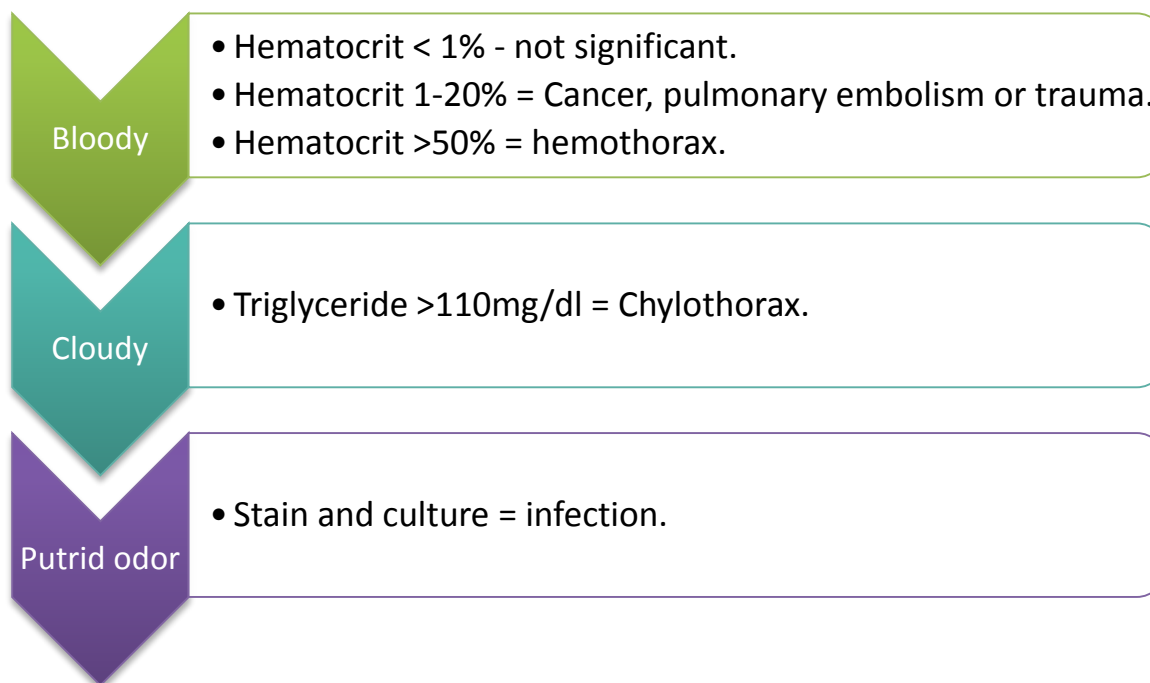 Bloody
• Hematocrit < 1% - not significant.
• Hematocrit 1-20% = Cancer, pulmonary embolism or trauma.
• Hematocrit >50% = hemothorax.
Cloudy
• Triglyceride >110mg/dl = Chylothorax.
Putrid odor
• Stain and culture = infection.